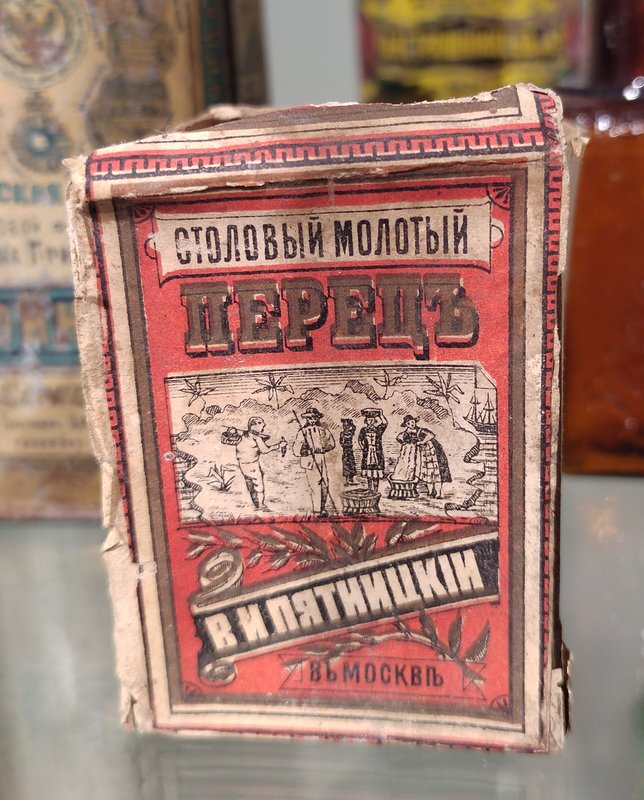 СТОЛОВЫЙ МОЛОТЫЙ
ПЕРЕЦЪ
В И ПЯТНИЦКІЙ
ВЪ МОСКВѢ